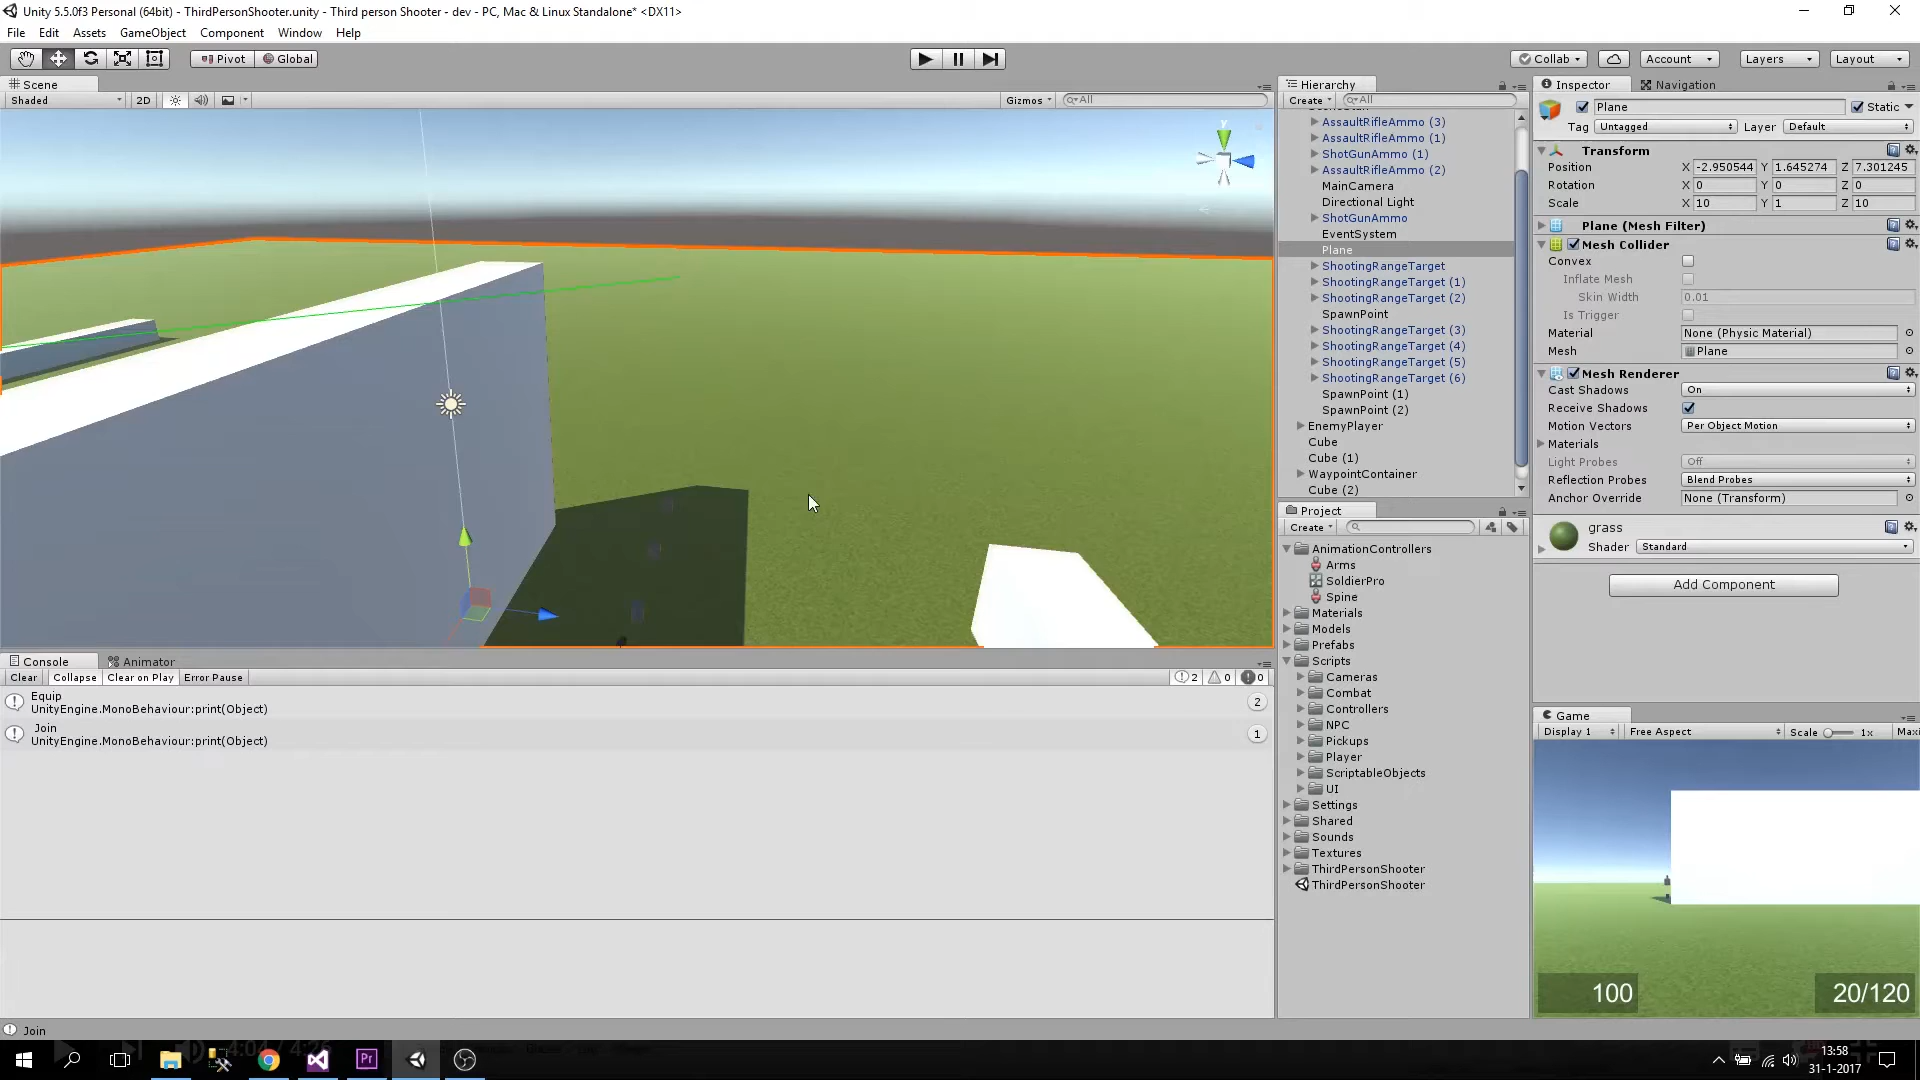 Unity 5.5.0f3 Personal (64bit) - ThirdPersonShooter.unity - Third person Shooter - dev - PC, Mac & Linux Standalone* <DX11>
File Edit Assets GameObject Component Window Help
Pivot Global Collab Account Layers Layout
Scene
Shaded 2D Gizmos All
y
Hierarchy
Create All
AssaultRifleAmmo (3)
AssaultRifleAmmo (1)
ShotGunAmmo (1)
AssaultRifleAmmo (2)
MainCamera
Directional Light
ShotGunAmmo
EventSystem
Plane
ShootingRangeTarget
ShootingRangeTarget (1)
ShootingRangeTarget (2)
SpawnPoint
ShootingRangeTarget (3)
ShootingRangeTarget (4)
ShootingRangeTarget (5)
ShootingRangeTarget (6)
SpawnPoint (1)
SpawnPoint (2)
EnemyPlayer
Cube
Cube (1)
WaypointContainer
Cube (2)
Project
Create
AnimationControllers
Arms
SoldierPro
Spine
Materials
Models
Prefabs
Scripts
Cameras
Combat
Controllers
NPC
Pickups
Player
ScriptableObjects
UI
Settings
Shared
Sounds
Textures
ThirdPersonShooter
ThirdPersonShooter
Inspector Navigation
Plane Static
Tag Untagged Layer Default
Transform
Position X -2.950544 Y 1.645274 Z 7.301245
Rotation X 0 Y 0 Z 0
Scale X 10 Y 1 Z 10
Plane (Mesh Filter)
Mesh Collider
Convex
Inflate Mesh
Skin Width 0.01
Is Trigger
Material None (Physic Material)
Mesh Plane
Mesh Renderer
Cast Shadows On
Receive Shadows
Motion Vectors Per Object Motion
Materials
Light Probes Off
Reflection Probes Blend Probes
Anchor Override None (Transform)
grass
Shader Standard
Add Component
Game
Display 1 Free Aspect Scale 1x Maxi
100 20/120
Console Animator
Clear Collapse Clear on Play Error Pause 2 0 0
Equip
UnityEngine.MonoBehaviour:print(Object) 2
Join
UnityEngine.MonoBehaviour:print(Object) 1
Join
4:04 / 4:26
Pr
13:58
31-1-2017